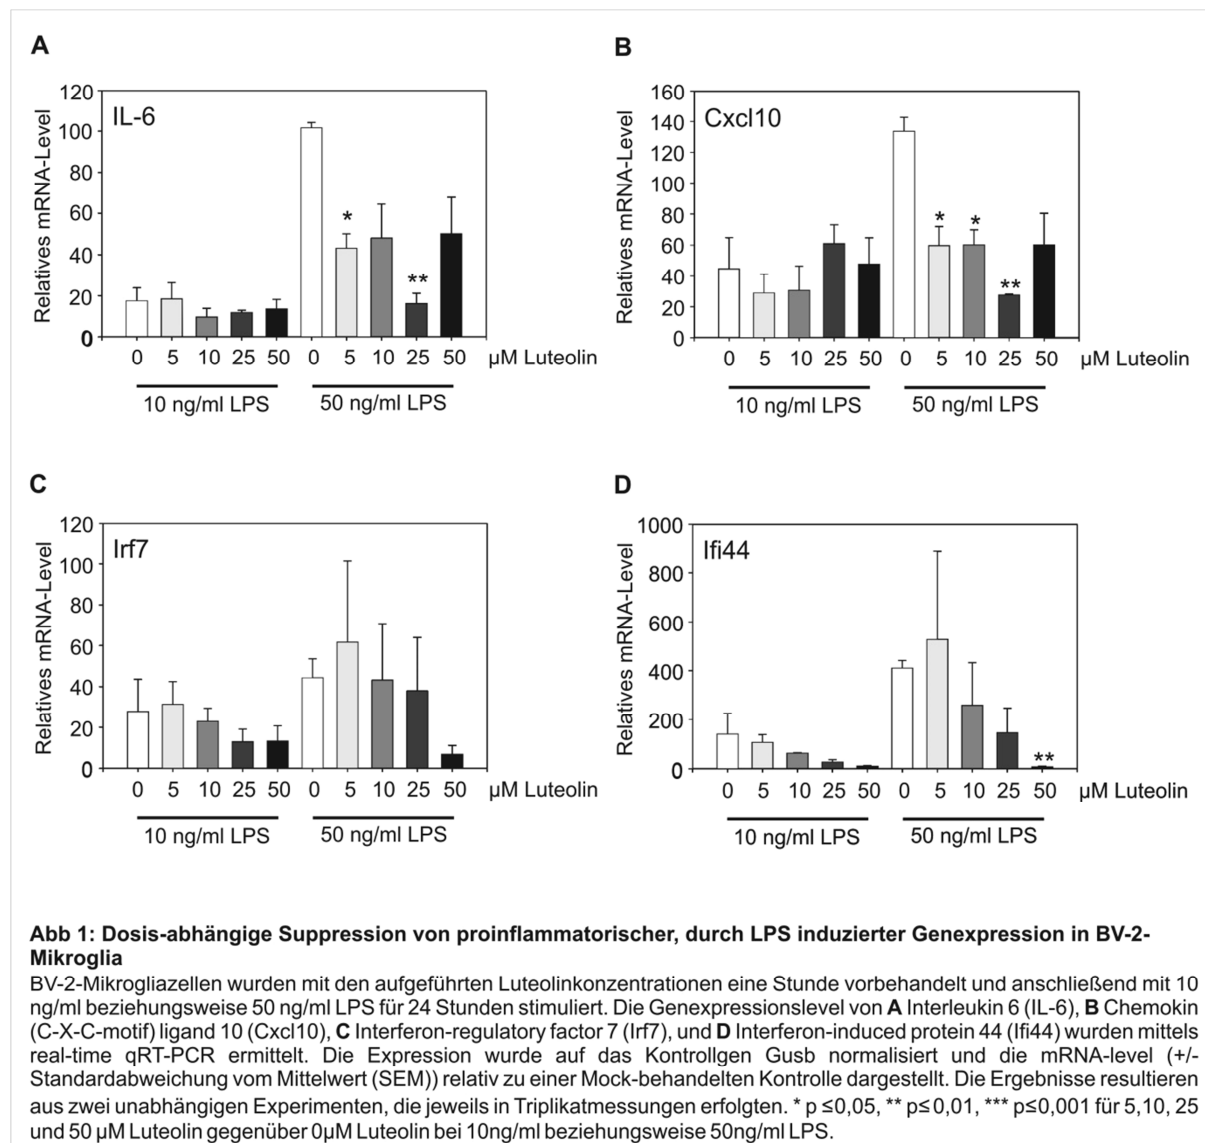 A
IL-6
Relatives mRNA-Level
120
100
80
60
40
20
0
*
**
0 5 10 25 50 0 5 10 25 50 µM Luteolin
10 ng/ml LPS 50 ng/ml LPS
B
Cxcl10
Relatives mRNA-Level
160
140
120
100
80
60
40
20
0
* *
**
0 5 10 25 50 0 5 10 25 50 µM Luteolin
10 ng/ml LPS 50 ng/ml LPS
C
Irf7
Relatives mRNA-Level
120
100
80
60
40
20
0
0 5 10 25 50 0 5 10 25 50 µM Luteolin
10 ng/ml LPS 50 ng/ml LPS
D
Ifi44
Relatives mRNA-Level
1000
800
600
400
200
0
**
0 5 10 25 50 0 5 10 25 50 µM Luteolin
10 ng/ml LPS 50 ng/ml LPS
Abb 1: Dosis-abhängige Suppression von proinflammatorischer, durch LPS induzierter Genexpression in BV-2-
Mikroglia
BV-2-Mikrogliazellen wurden mit den aufgeführten Luteolinkonzentrationen eine Stunde vorbehandelt und anschließend mit 10
ng/ml beziehungsweise 50 ng/ml LPS für 24 Stunden stimuliert. Die Genexpressionslevel von A Interleukin 6 (IL-6), B Chemokin
(C-X-C-motif) ligand 10 (Cxcl10), C Interferon-regulatory factor 7 (Irf7), und D Interferon-induced protein 44 (Ifi44) wurden mittels
real-time qRT-PCR ermittelt. Die Expression wurde auf das Kontrollgen Gusb normalisiert und die mRNA-level (+/-
Standardabweichung vom Mittelwert (SEM)) relativ zu einer Mock-behandelten Kontrolle dargestellt. Die Ergebnisse resultieren
aus zwei unabhängigen Experimenten, die jeweils in Triplikatmessungen erfolgten. * p ≤0,05, ** p≤ 0,01, *** p≤0,001 für 5,10, 25
und 50 µM Luteolin gegenüber 0µM Luteolin bei 10ng/ml beziehungsweise 50ng/ml LPS.